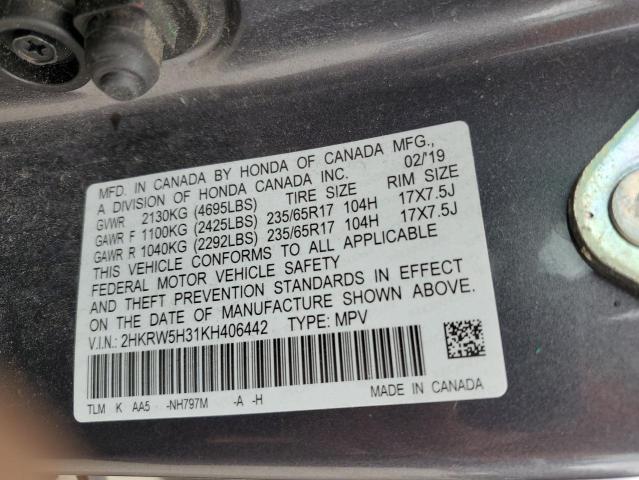 MFD. IN CANADA BY HONDA OF CANADA MFG.,
A DIVISION OF HONDA CANADA INC. 02/'19
GVWR 2130KG (4695LBS) TIRE SIZE RIM SIZE
GAWR F 1100KG (2425LBS) 235/65R17 104H 17X7.5J
GAWR R 1040KG (2292LBS) 235/65R17 104H 17X7.5J
THIS VEHICLE CONFORMS TO ALL APPLICABLE
FEDERAL MOTOR VEHICLE SAFETY
AND THEFT PREVENTION STANDARDS IN EFFECT
ON THE DATE OF MANUFACTURE SHOWN ABOVE.
V.I.N.: 2HKRW5H31KH406442 TYPE: MPV
TLM K AA5 -NH797M -A -H MADE IN CANADA